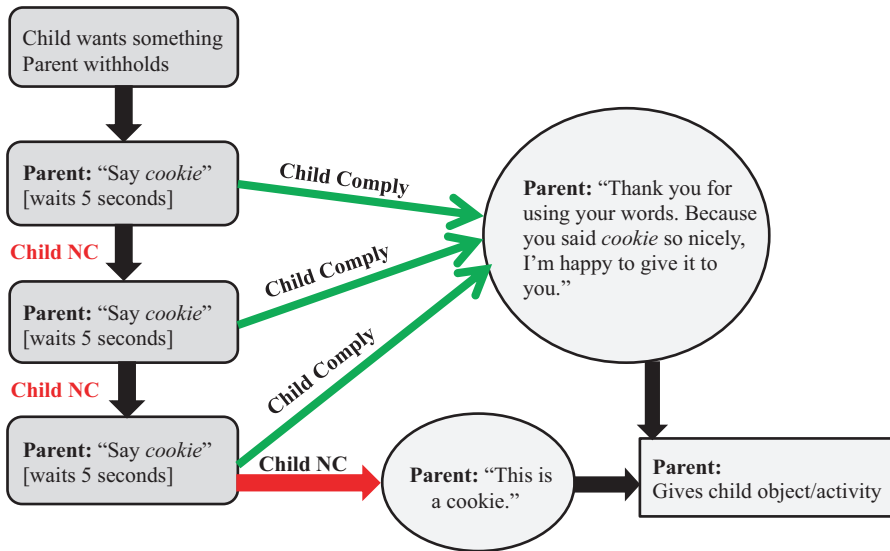 Child wants something
Parent withholds
Parent: “Say cookie”
[waits 5 seconds]
Child Comply
Child NC
Parent: “Say cookie”
[waits 5 seconds]
Child Comply
Child NC
Parent: “Say cookie”
[waits 5 seconds]
Child Comply
Child NC
Parent: “Thank you for
using your words. Because
you said cookie so nicely,
I’m happy to give it to
you.”
Parent: “This is
a cookie.”
Parent:
Gives child object/activity